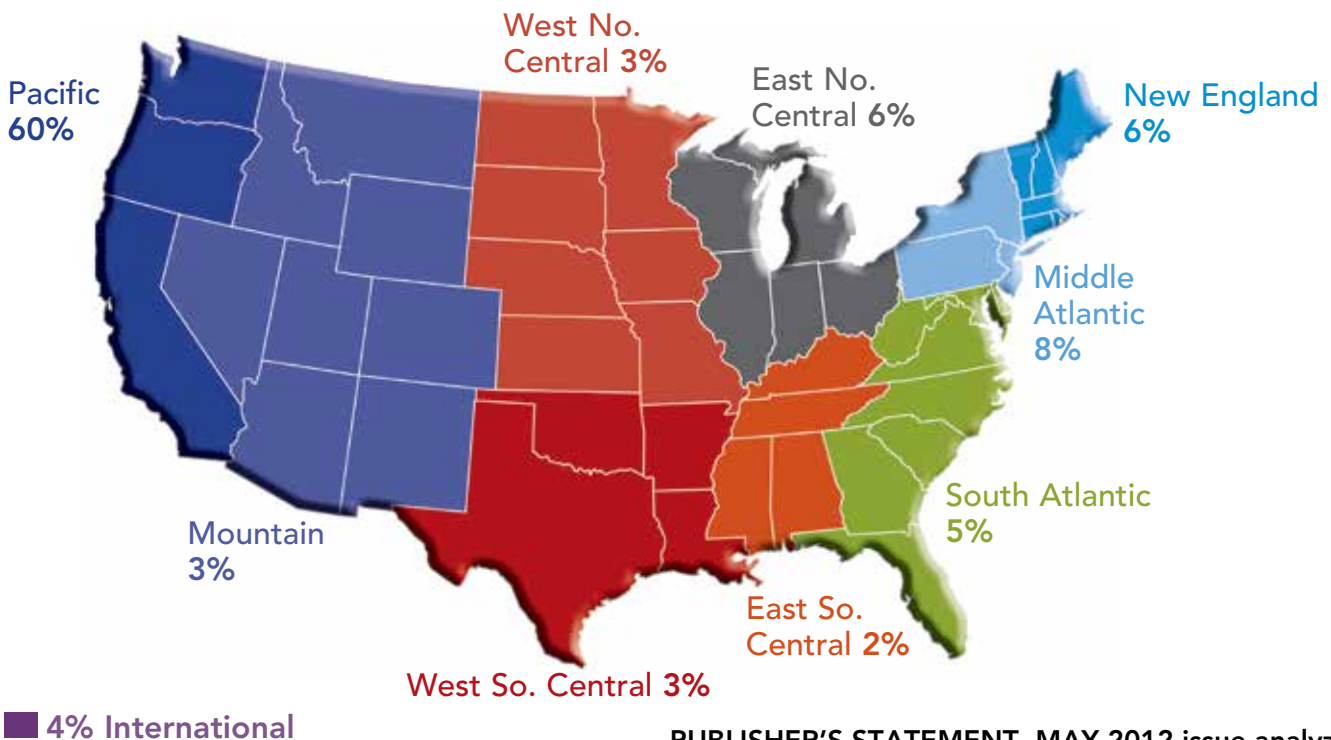 West No.
Central 3%
Pacific
60%
East No.
Central 6%
New England
6%
Middle
Atlantic
8%
South Atlantic
5%
Mountain
3%
East So.
Central 2%
West So. Central 3%
4% International
PUBLISHER'S STATEMENT, MAY 2012 issue